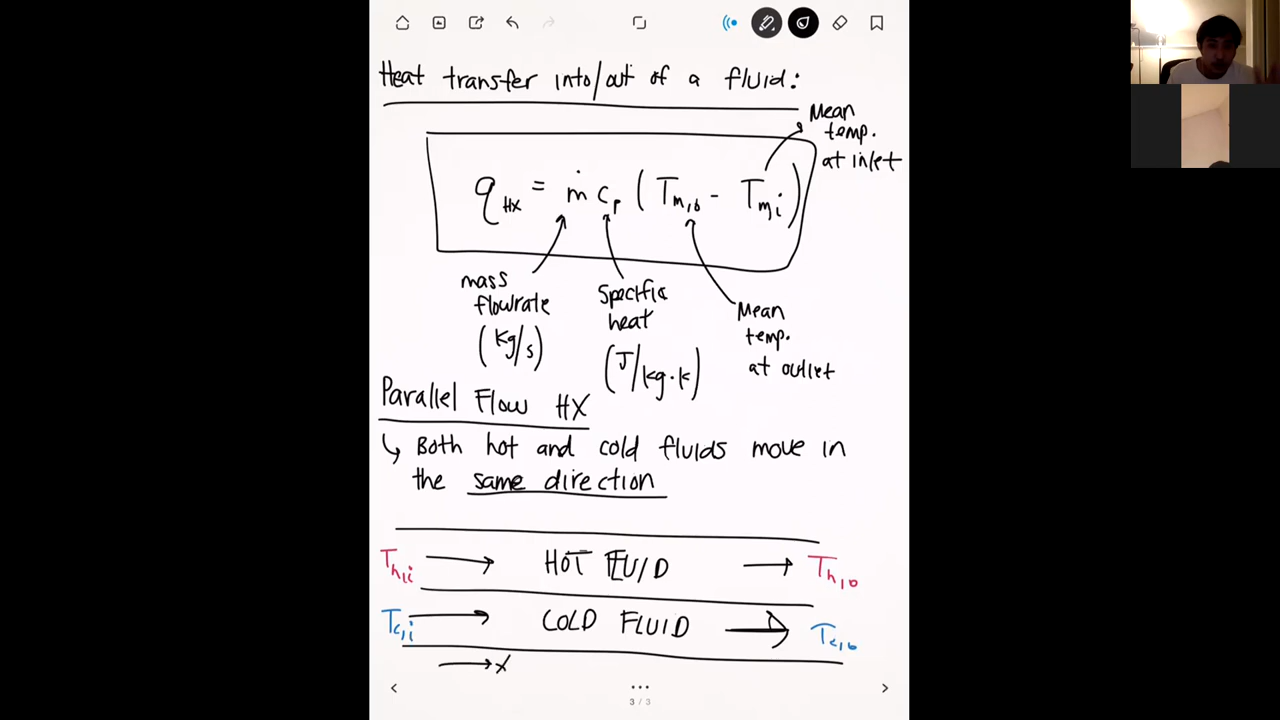 Heat transfer into/out of a fluid:
Mean
temp.
at inlet
q_HX = ṁ c_p (T_m,o - T_m,i)
mass
flowrate
(kg/s)
Specific
heat
(J/kg·K)
Mean
temp.
at outlet
Parallel Flow HX
↳ Both hot and cold fluids move in
the same direction
T_h,i → HOT FLUID → T_h,o
T_c,i → COLD FLUID → T_c,o
→ x
3 / 3